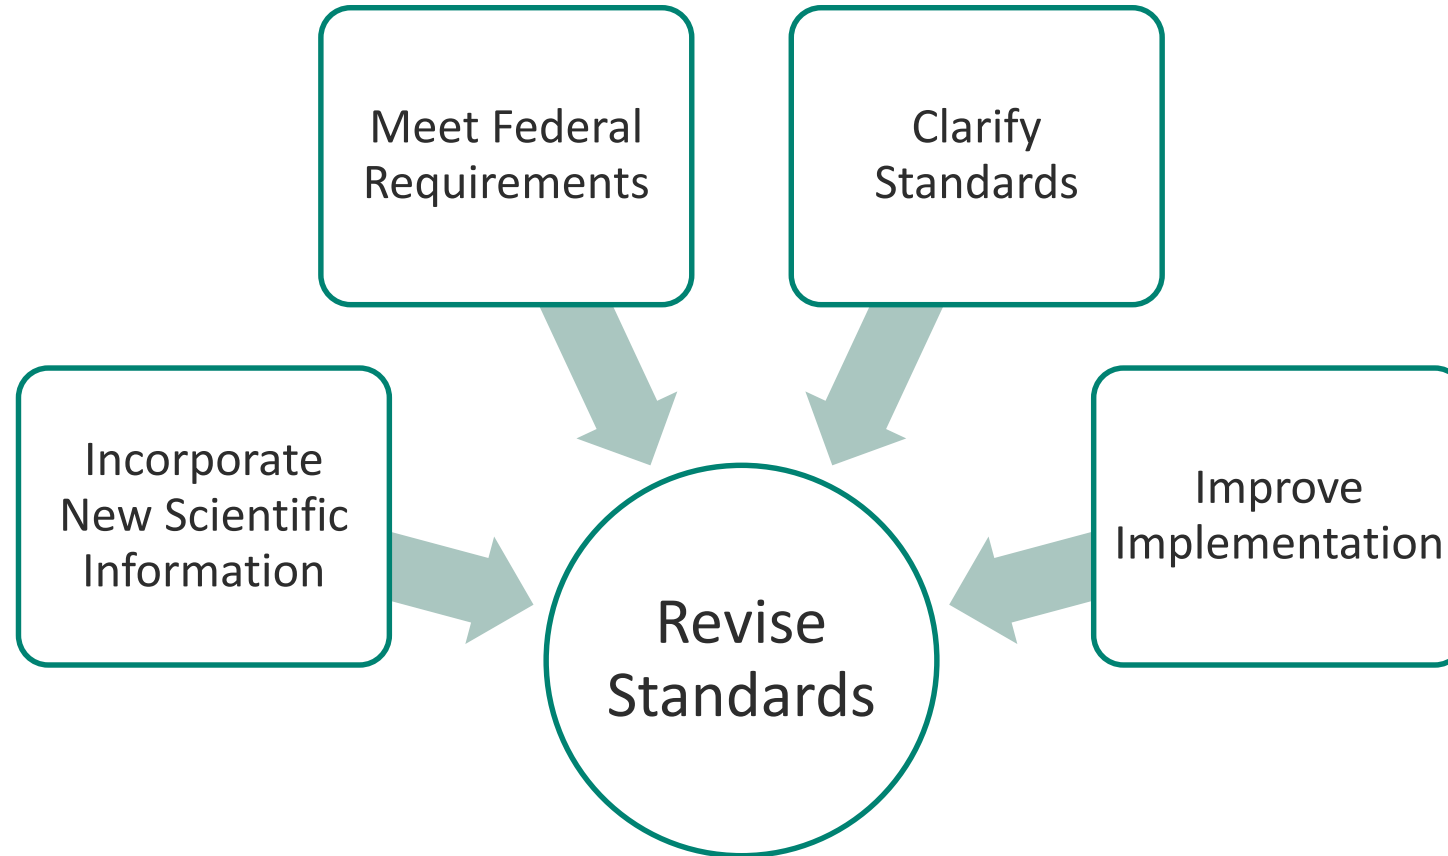 Meet Federal
Requirements
Clarify
Standards
Incorporate
New Scientific
Information
Improve
Implementation
Revise
Standards